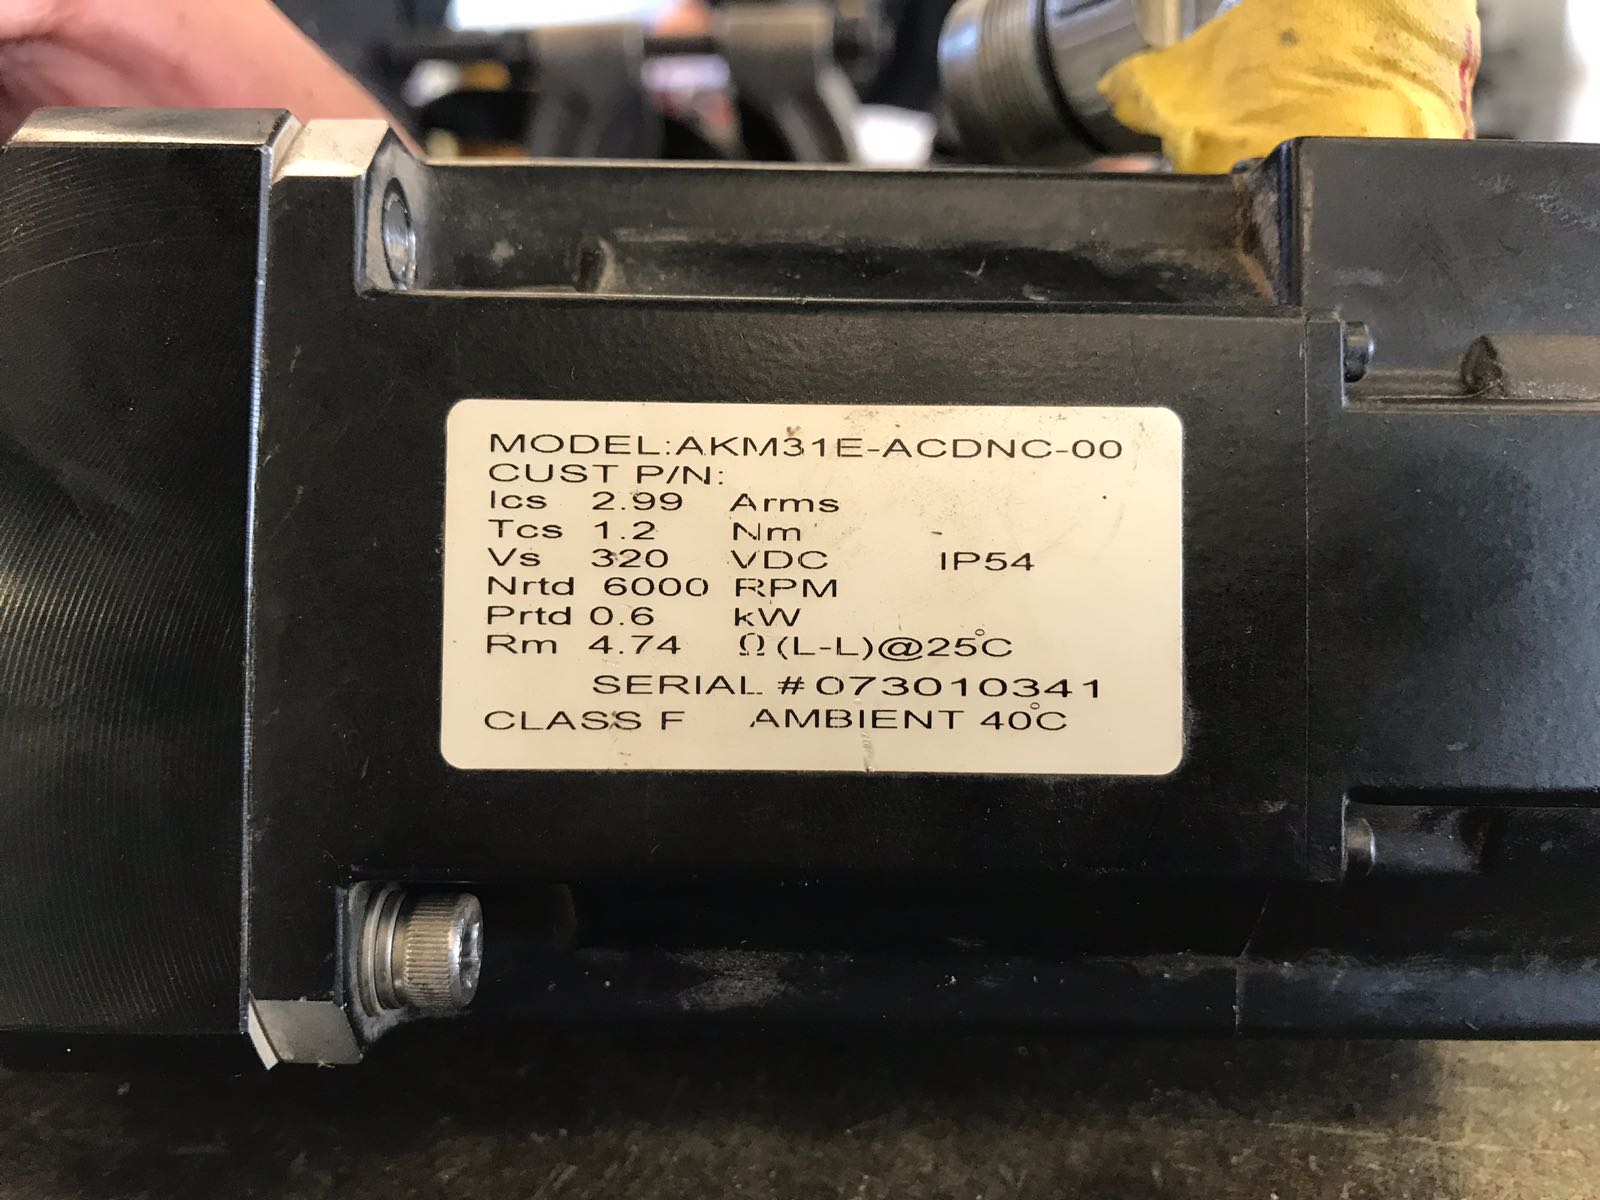 MODEL:AKM31E-ACDNC-00
CUST P/N:
Ics 2.99 Arms
Tcs 1.2 Nm
Vs 320 VDC IP54
Nrtd 6000 RPM
Prtd 0.6 kW
Rm 4.74 Ω(L-L)@25°C
SERIAL #073010341
CLASS F AMBIENT 40°C